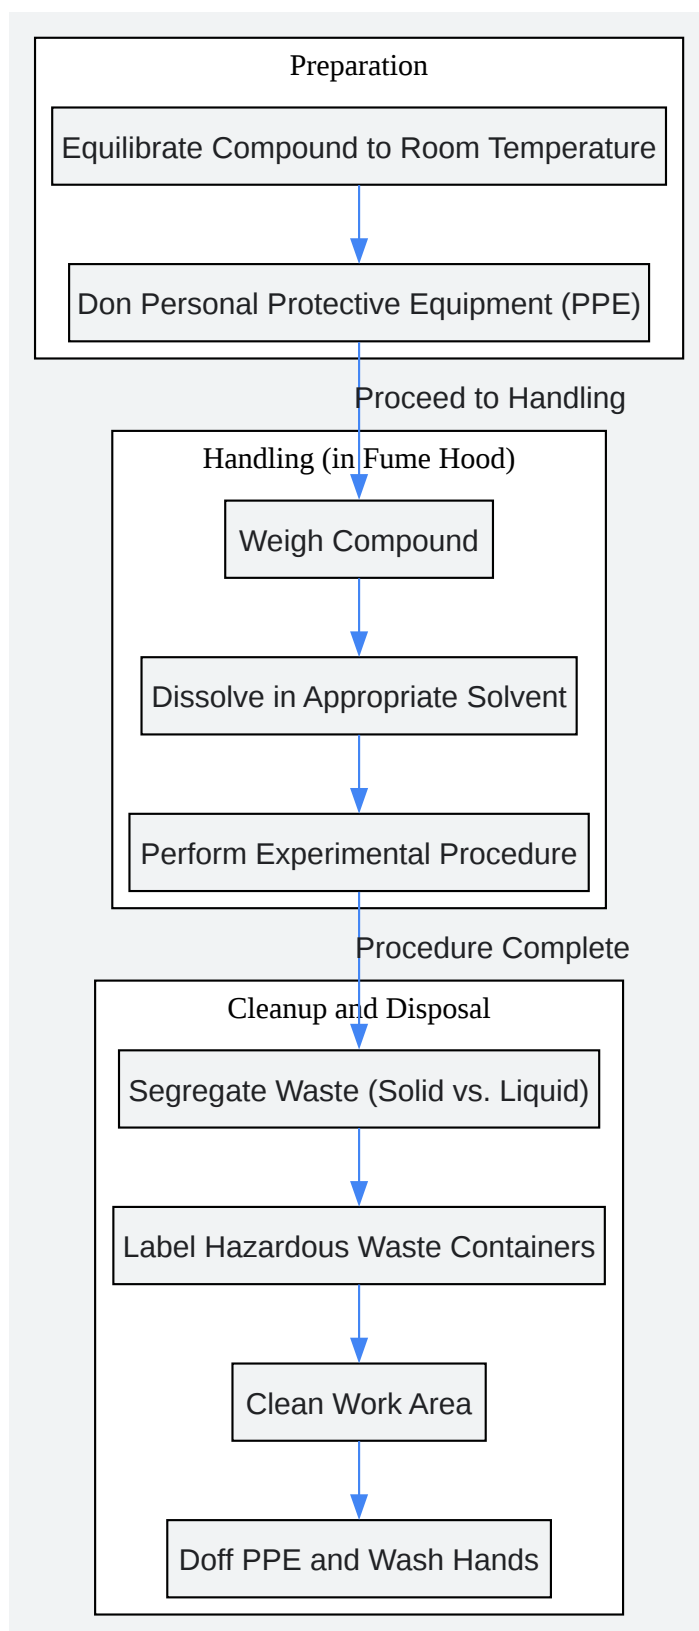 Preparation
Equilibrate Compound to Room Temperature
Don Personal Protective Equipment (PPE)
Proceed to Handling
Handling (in Fume Hood)
Weigh Compound
Dissolve in Appropriate Solvent
Perform Experimental Procedure
Procedure Complete
Cleanup and Disposal
Segregate Waste (Solid vs. Liquid)
Label Hazardous Waste Containers
Clean Work Area
Doff PPE and Wash Hands